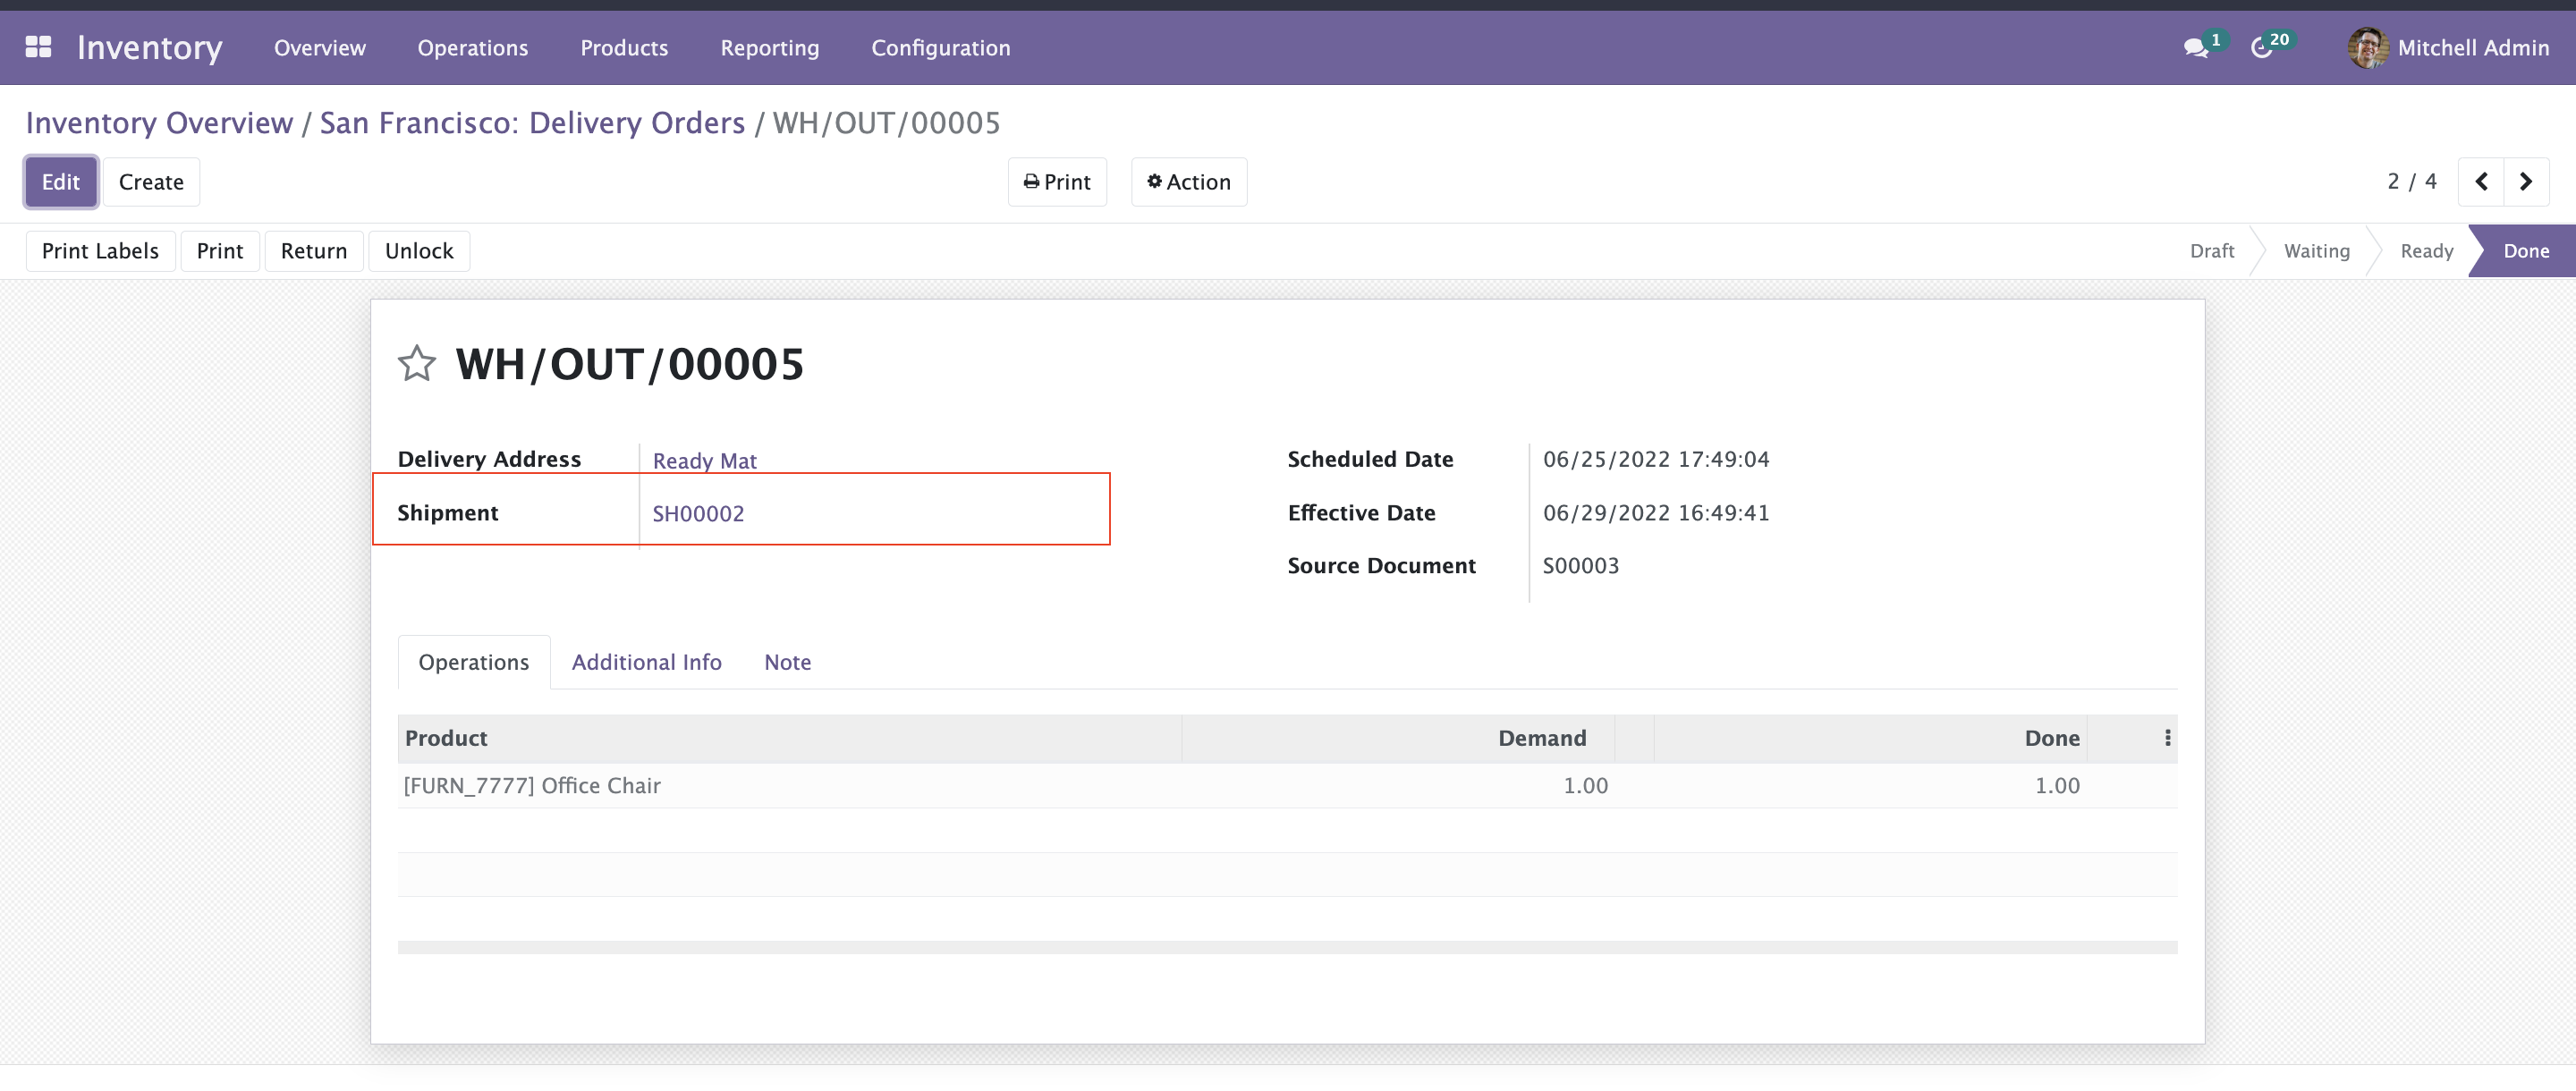 Inventory Overview Operations Products Reporting Configuration 1 20 Mitchell Admin
Inventory Overview / San Francisco: Delivery Orders / WH/OUT/00005
Edit Create Print Action 2 / 4
Print Labels Print Return Unlock Draft Waiting Ready Done
WH/OUT/00005
Delivery Address Ready Mat Scheduled Date 06/25/2022 17:49:04
Shipment SH00002 Effective Date 06/29/2022 16:49:41
Source Document S00003
Operations Additional Info Note
Product Demand Done
[FURN_7777] Office Chair 1.00 1.00